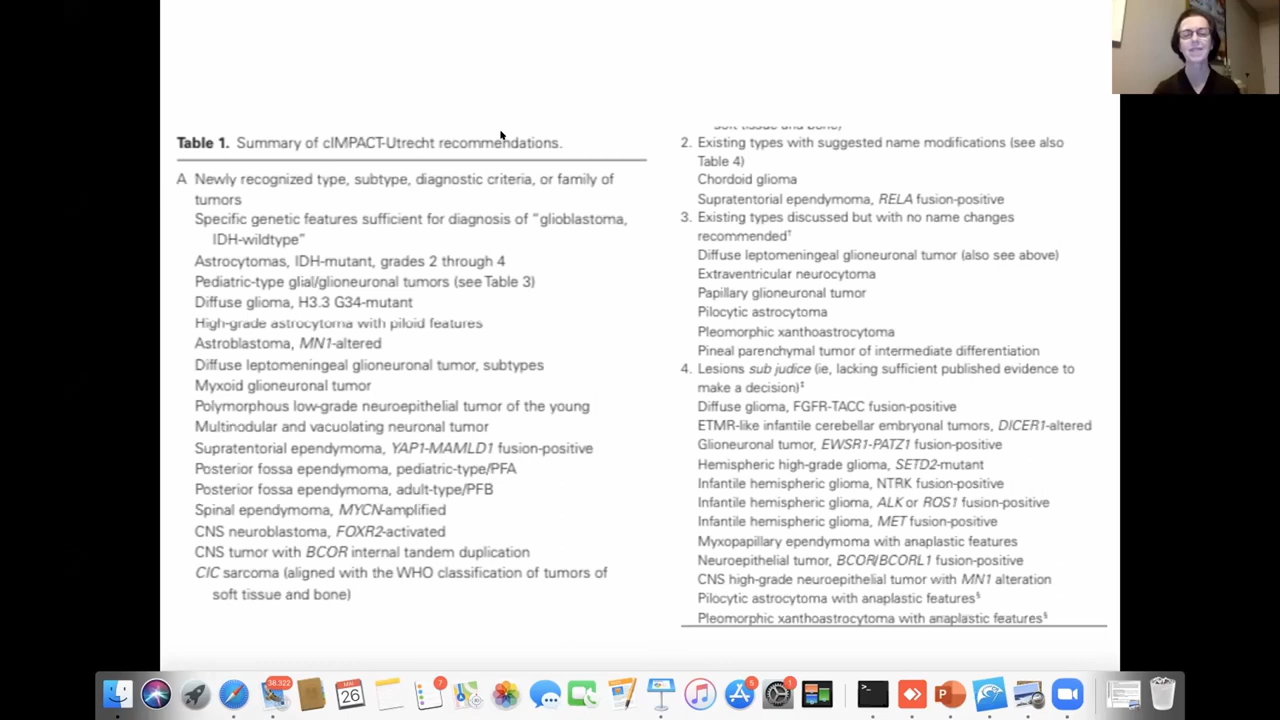 Table 1. Summary of cIMPACT-Utrecht recommendations.
A Newly recognized type, subtype, diagnostic criteria, or family of
tumors
Specific genetic features sufficient for diagnosis of "glioblastoma,
IDH-wildtype"
Astrocytomas, IDH-mutant, grades 2 through 4
Pediatric-type glial/glioneuronal tumors (see Table 3)
Diffuse glioma, H3.3 G34-mutant
High-grade astrocytoma with piloid features
Astroblastoma, MN1-altered
Diffuse leptomeningeal glioneuronal tumor, subtypes
Myxoid glioneuronal tumor
Polymorphous low-grade neuroepithelial tumor of the young
Multinodular and vacuolating neuronal tumor
Supratentorial ependymoma, YAP1-MAMLD1 fusion-positive
Posterior fossa ependymoma, pediatric-type/PFA
Posterior fossa ependymoma, adult-type/PFB
Spinal ependymoma, MYCN-amplified
CNS neuroblastoma, FOXR2-activated
CNS tumor with BCOR internal tandem duplication
CIC sarcoma (aligned with the WHO classification of tumors of
soft tissue and bone)
soft tissue and bone)
2. Existing types with suggested name modifications (see also
Table 4)
Chordoid glioma
Supratentorial ependymoma, RELA fusion-positive
3. Existing types discussed but with no name changes
recommended†
Diffuse leptomeningeal glioneuronal tumor (also see above)
Extraventricular neurocytoma
Papillary glioneuronal tumor
Pilocytic astrocytoma
Pleomorphic xanthoastrocytoma
Pineal parenchymal tumor of intermediate differentiation
4. Lesions sub judice (ie, lacking sufficient published evidence to
make a decision)‡
Diffuse glioma, FGFR-TACC fusion-positive
ETMR-like infantile cerebellar embryonal tumors, DICER1-altered
Glioneuronal tumor, EWSR1-PATZ1 fusion-positive
Hemispheric high-grade glioma, SETD2-mutant
Infantile hemispheric glioma, NTRK fusion-positive
Infantile hemispheric glioma, ALK or ROS1 fusion-positive
Infantile hemispheric glioma, MET fusion-positive
Myxopapillary ependymoma with anaplastic features
Neuroepithelial tumor, BCOR/BCORL1 fusion-positive
CNS high-grade neuroepithelial tumor with MN1 alteration
Pilocytic astrocytoma with anaplastic features§
Pleomorphic xanthoastrocytoma with anaplastic features§
38,322
26
7
5
1